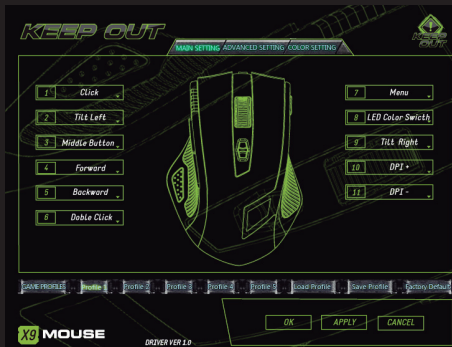 KEEP OUT
KEEP OUT
MAIN SETTING ADVANCED SETTING COLOR SETTING
1 Click
2 Tilt Left
3 Middle Button
4 Forward
5 Backward
6 Doble Click
7 Menu
8 LED Color Swicth
9 Tilt Right
10 DPI +
11 DPI -
GAME PROFILE Profile 1 Profile 2 Profile 3 Profile 4 Profile 5 Load Profile Save Profile Factory Default
OK APPLY CANCEL
X9 MOUSE
DRIVER VER 1.0